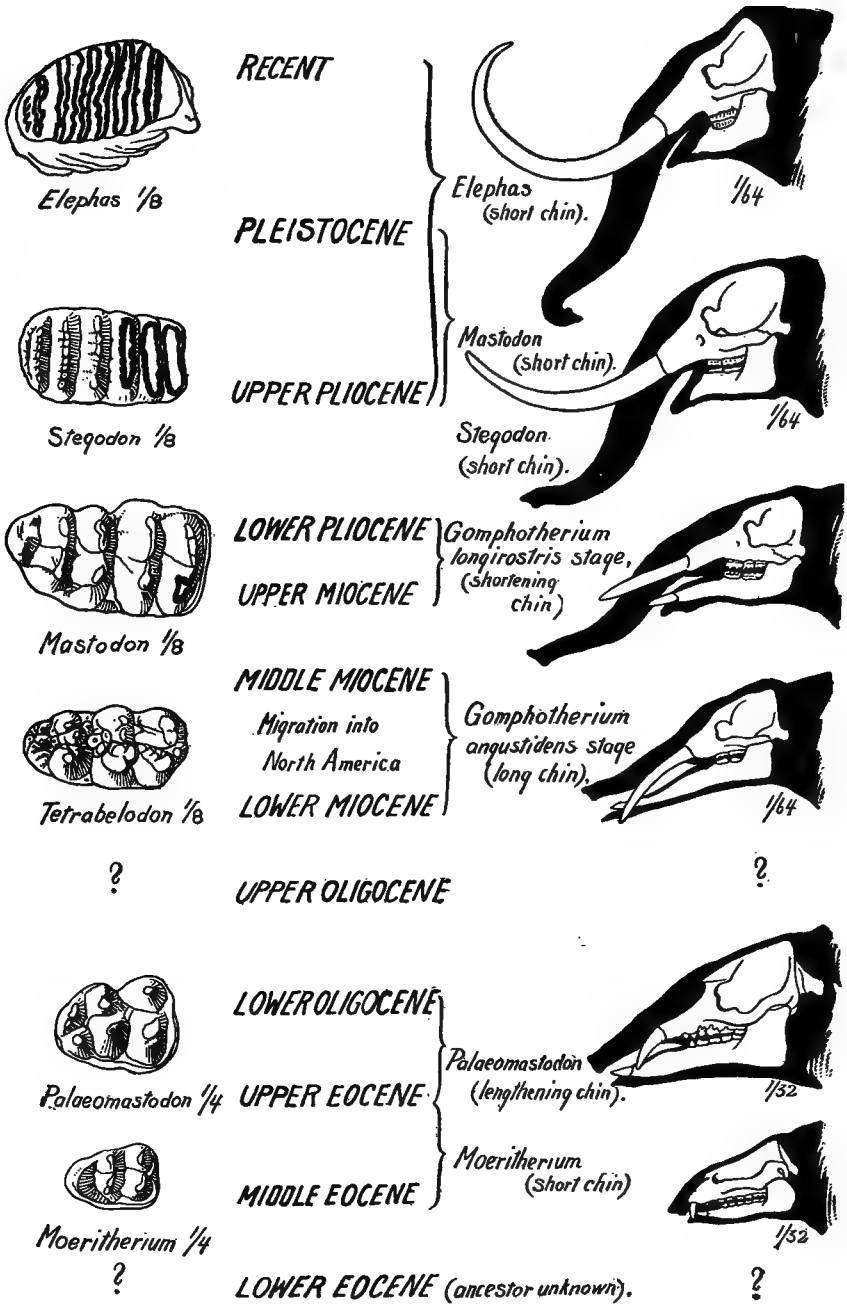 RECENT
Elephas 1/8
Elephas
(short chin).
1/64
PLEISTOCENE
Mastodon
(short chin).
UPPER PLIOCENE
1/64
Stegodon 1/8
Stegodon.
(short chin).
LOWER PLIOCENE
Gomphotherium
longirostris stage,
(shortening
chin)
UPPER MIOCENE
Mastodon 1/8
MIDDLE MIOCENE
Migration into
North America
Gomphotherium
angustidens stage
(long chin),
LOWER MIOCENE
Tetrabelodon 1/8
1/64
?
?
UPPER OLIGOCENE
LOWER OLIGOCENE
Palaeomastodon
(lengthening chin).
Palaeomastodon 1/4
UPPER EOCENE
1/32
Moeritherium
(short chin)
MIDDLE EOCENE
Moeritherium 1/4
1/32
?
LOWER EOCENE (ancestor unknown).
?